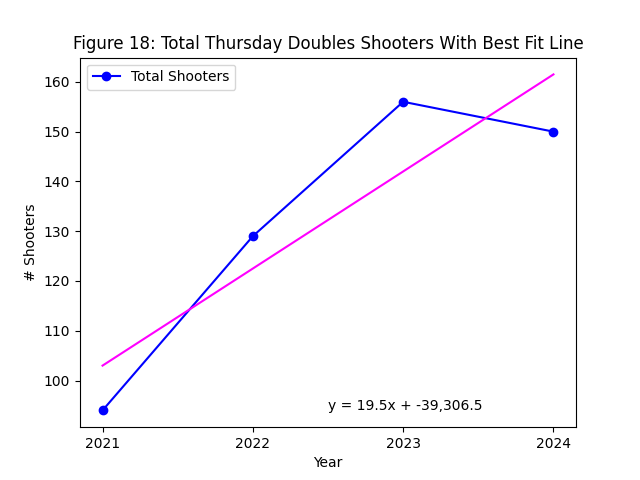 Figure 18: Total Thursday Doubles Shooters With Best Fit Line
Total Shooters
160
150
140
130
120
110
100
# Shooters
y = 19.5x + -39,306.5
2021 2022 2023 2024
Year